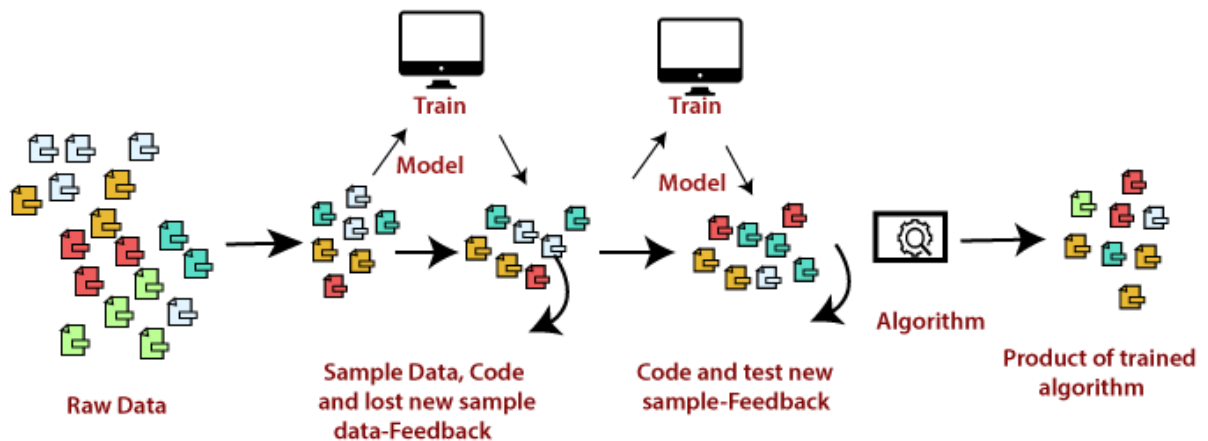 Train
Train
Model
Model
Algorithm
Raw Data
Sample Data, Code
and lost new sample
data-Feedback
Code and test new
sample-Feedback
Product of trained
algorithm